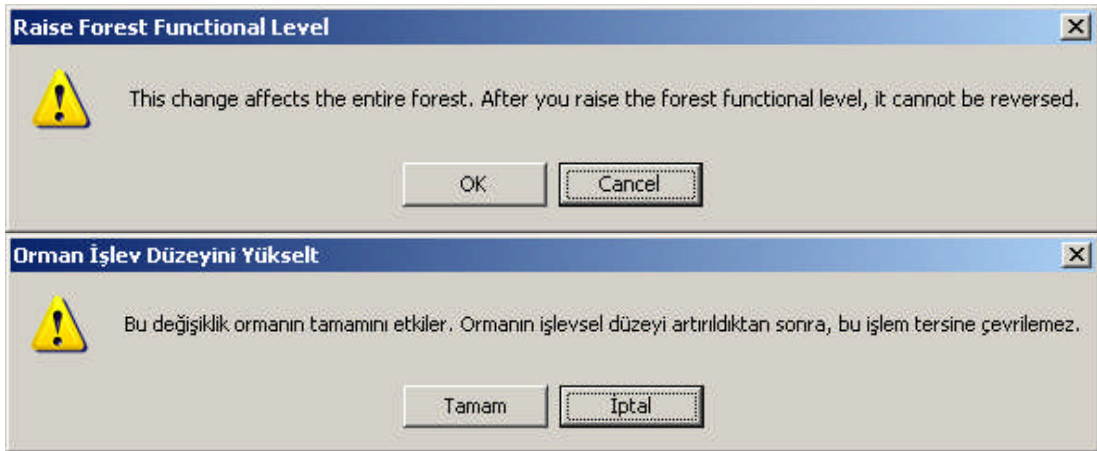 Raise Forest Functional Level
This change affects the entire forest. After you raise the forest functional level, it cannot be reversed.
OK
Cancel
Orman İşlev Düzeyini Yükselt
Bu değişiklik ormanın tamamını etkiler. Ormanın işlevsel düzeyi artırıldıktan sonra, bu işlem tersine çevrilemez.
Tamam
İptal